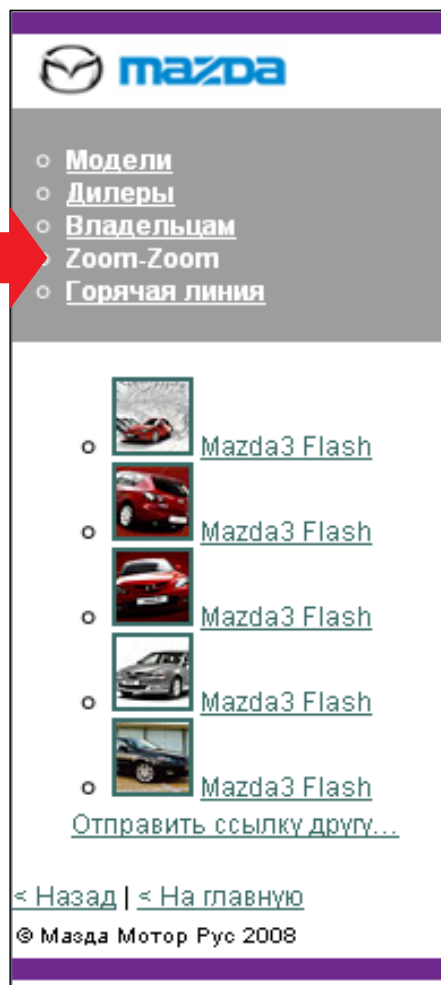 mazda
Модели
Дилеры
Владельцам
Zoom-Zoom
Горячая линия
Mazda3 Flash
Mazda3 Flash
Mazda3 Flash
Mazda3 Flash
Mazda3 Flash
Отправить ссылку другу...
< Назад | < На главную
© Мазда Мотор Рус 2008